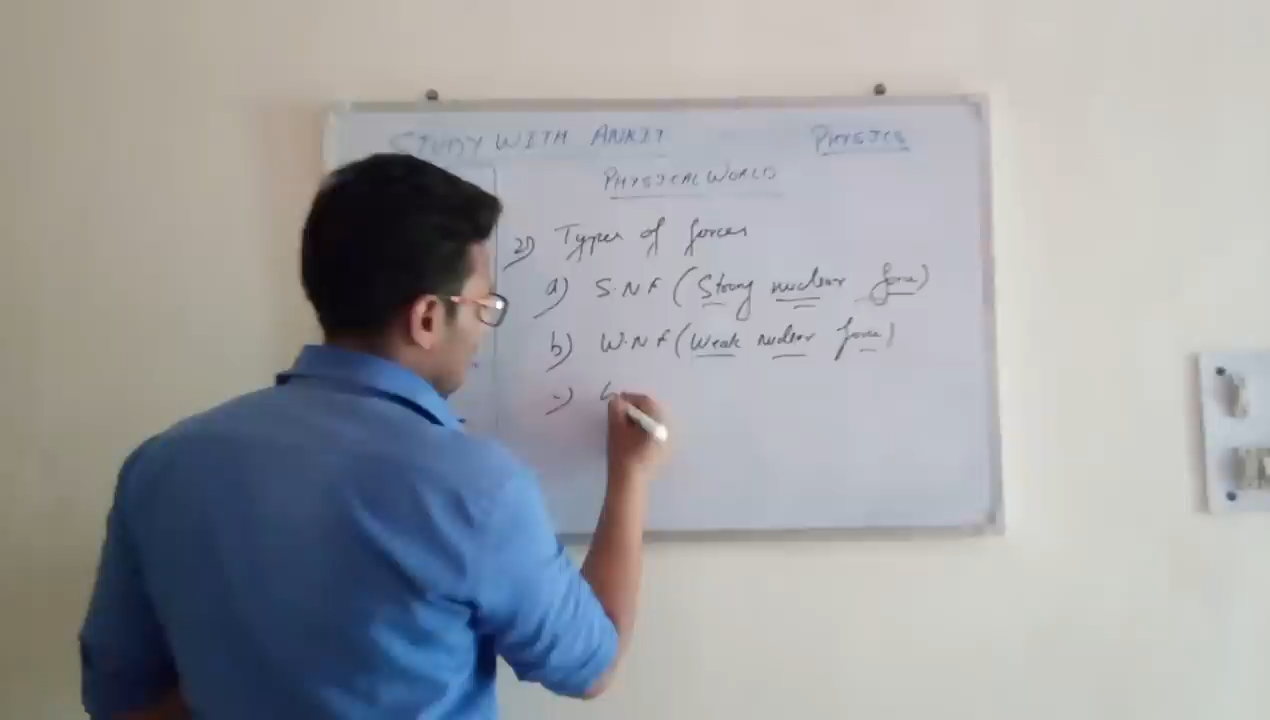 STUDY WITH ANKIT
PHYSICS
PHYSICAL WORLD
2) Types of forces
a) S.N.F (Strong nuclear force)
b) W.N.F (Weak nuclear force)
c) G